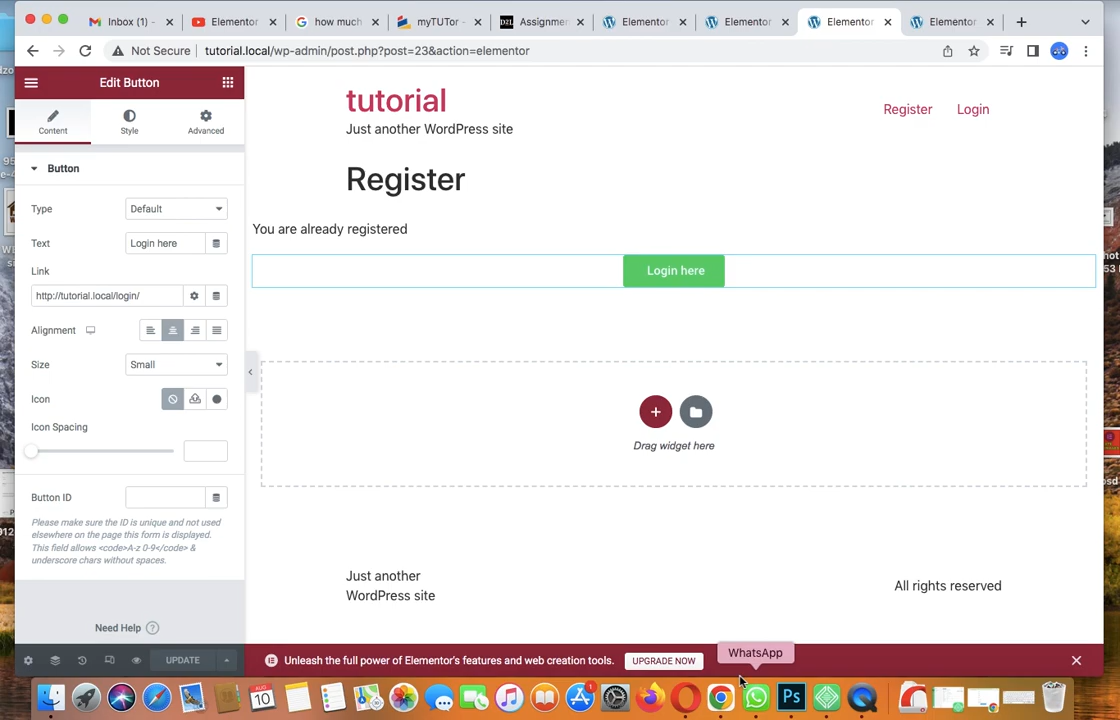 Inbox (1) -
Elementor
how much
myTUTor -
Assignmen
Elementor
Elementor
Elementor
Elementor
Not Secure
tutorial.local/wp-admin/post.php?post=23&action=elementor
Edit Button
Content
Style
Advanced
Button
Type
Default
Text
Login here
Link
http://tutorial.local/login/
Alignment
Size
Small
Icon
Icon Spacing
Button ID
Please make sure the ID is unique and not used
elsewhere on the page this form is displayed.
This field allows <code>A-z 0-9</code> &
underscore chars without spaces.
Need Help
UPDATE
tutorial
Just another WordPress site
Register
Login
Register
You are already registered
Login here
Drag widget here
Just another
WordPress site
All rights reserved
Unleash the full power of Elementor's features and web creation tools.
UPGRADE NOW
WhatsApp
AUG
10
1
Ps